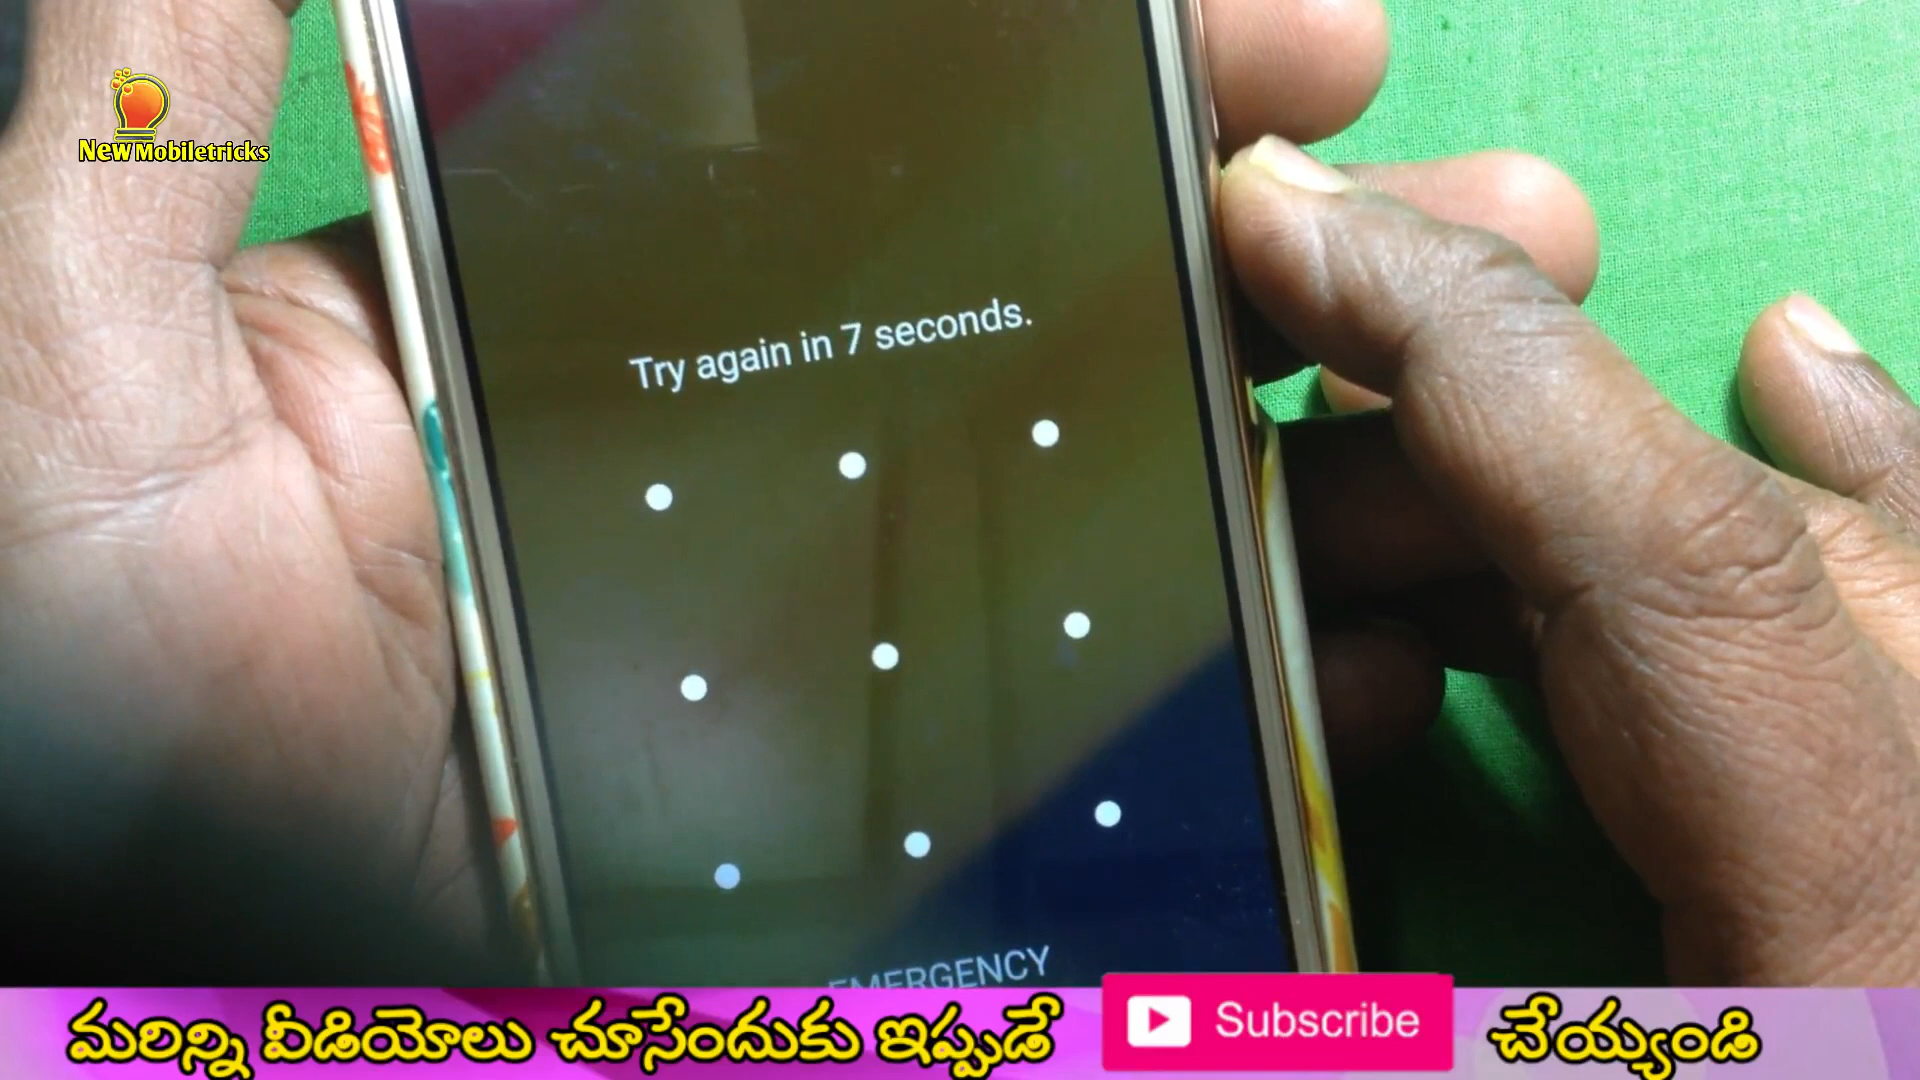 New Mobiletricks
Try again in 7 seconds.
EMERGENCY
మరిన్ని వీడియోలు చూసేందుకు ఇప్పుడే Subscribe చేయ్యండి